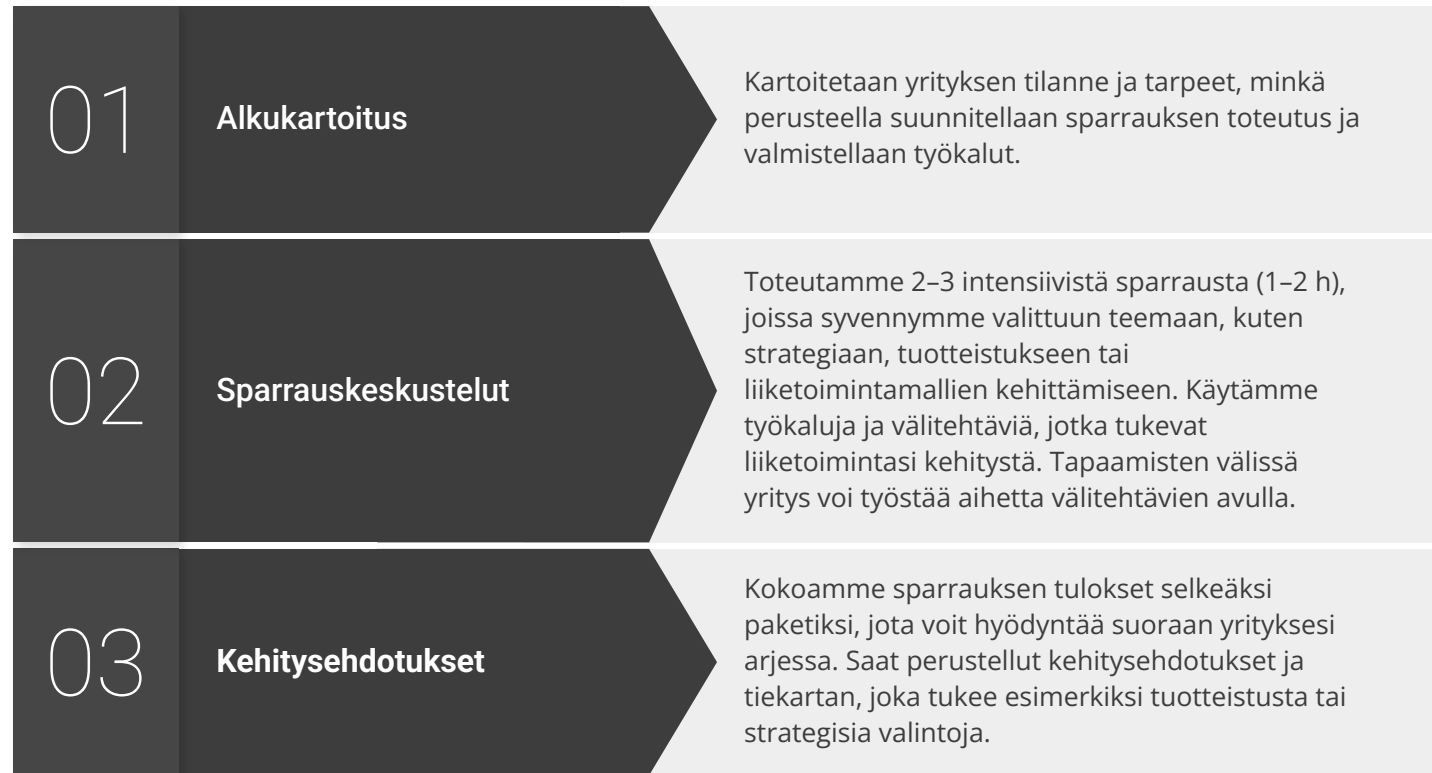 01
Alkukartoitus
Kartoitetaan yrityksen tilanne ja tarpeet, minkä
perusteella suunnitellaan sparrauksen toteutus ja
valmistellaan työkalut.
02
Sparrauskeskustelut
Toteutamme 2–3 intensiivistä sparrausta (1–2 h),
joissa syvennymme valittuun teemaan, kuten
strategiaan, tuotteistukseen tai
liiketoimintamallien kehittämiseen. Käytämme
työkaluja ja välitehtäviä, jotka tukevat
liiketoimintasi kehitystä. Tapaamisten välissä
yritys voi työstää aihetta välitehtävien avulla.
03
Kehitysehdotukset
Kokoamme sparrauksen tulokset selkeäksi
paketiksi, jota voit hyödyntää suoraan yrityksesi
arjessa. Saat perustellut kehitysehdotukset ja
tiekartan, joka tukee esimerkiksi tuotteistusta tai
strategisia valintoja.